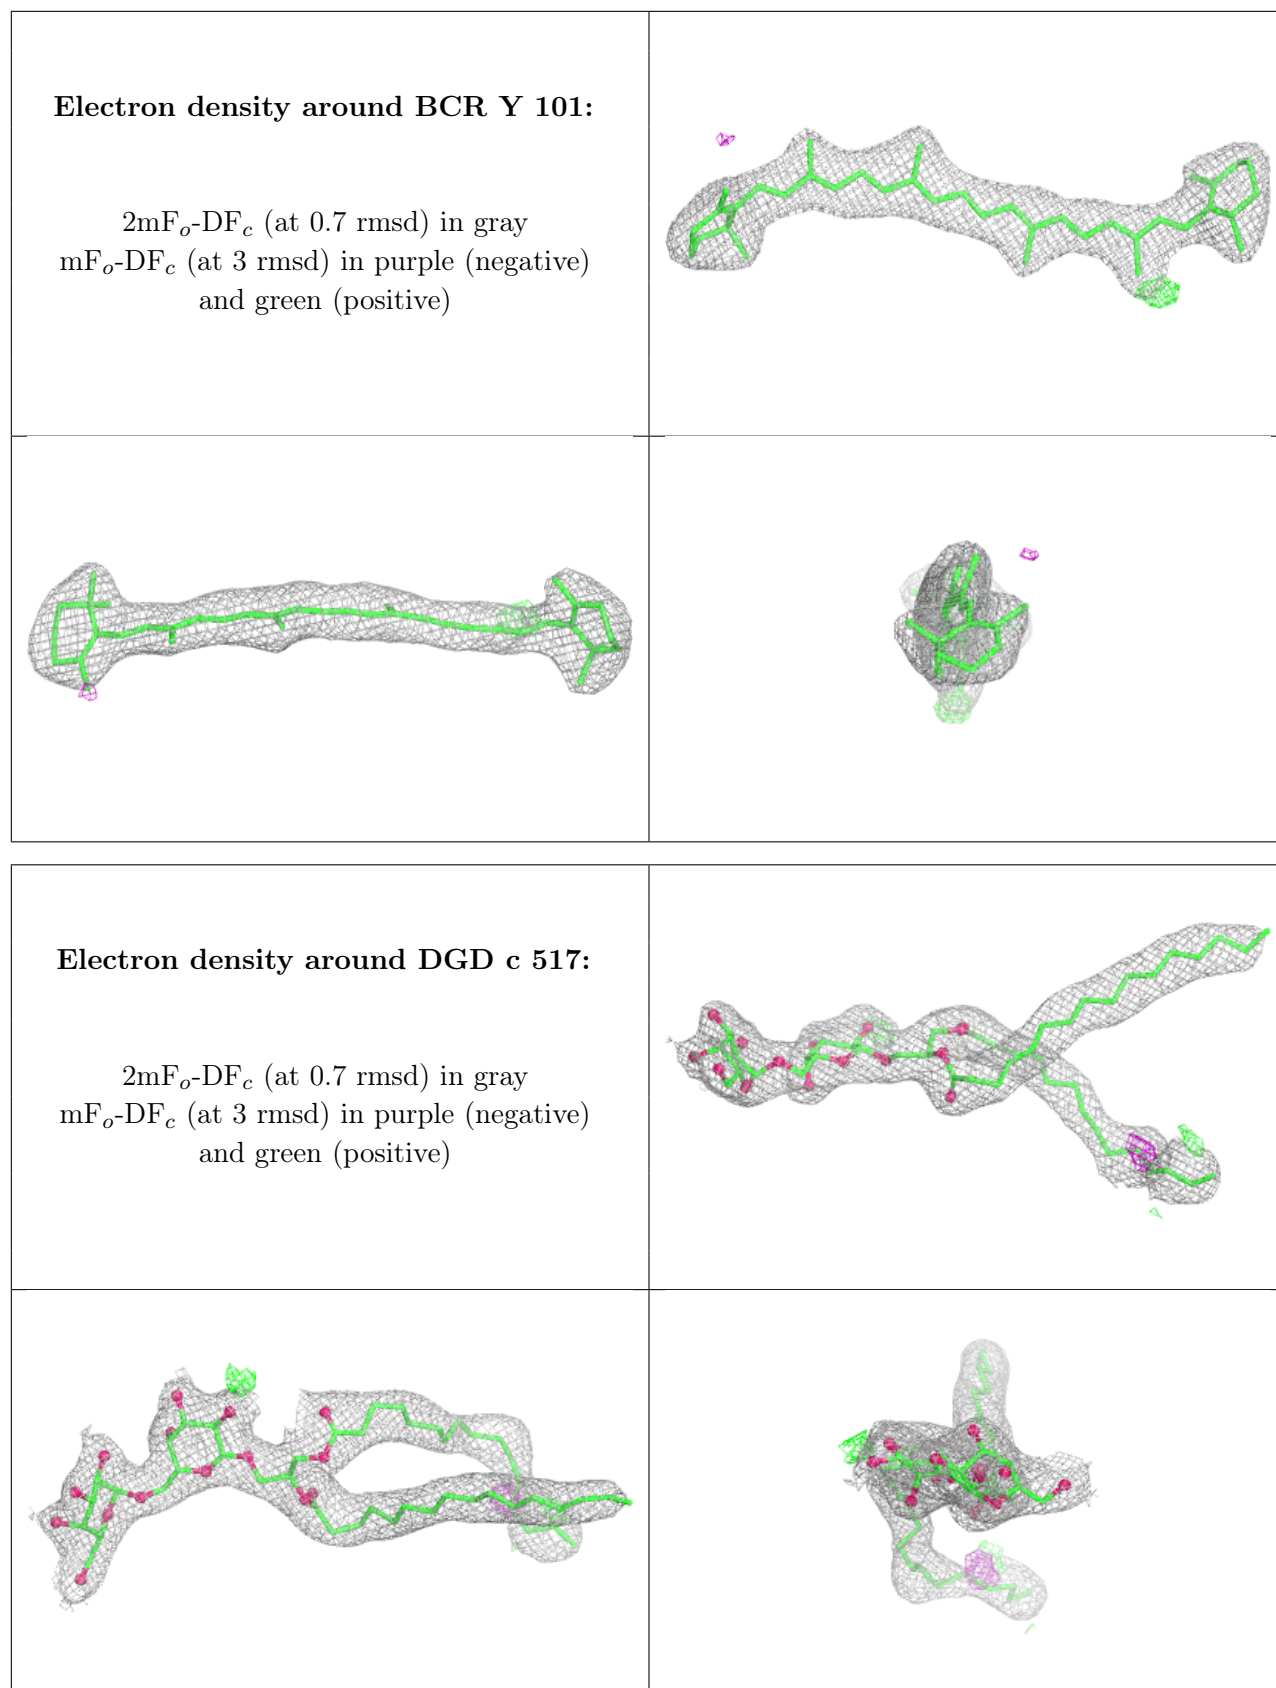 Electron density around BCR Y 101:
2mFo-DFc (at 0.7 rmsd) in gray
mFo-DFc (at 3 rmsd) in purple (negative)
and green (positive)
Electron density around DGD c 517:
2mFo-DFc (at 0.7 rmsd) in gray
mFo-DFc (at 3 rmsd) in purple (negative)
and green (positive)